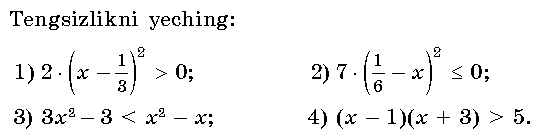 Tengsizlikni yeching:
1) 2 · (x − 1/3)² > 0; 2) 7 · (1/6 − x)² ≤ 0;
3) 3x² − 3 < x² − x; 4) (x − 1)(x + 3) > 5.